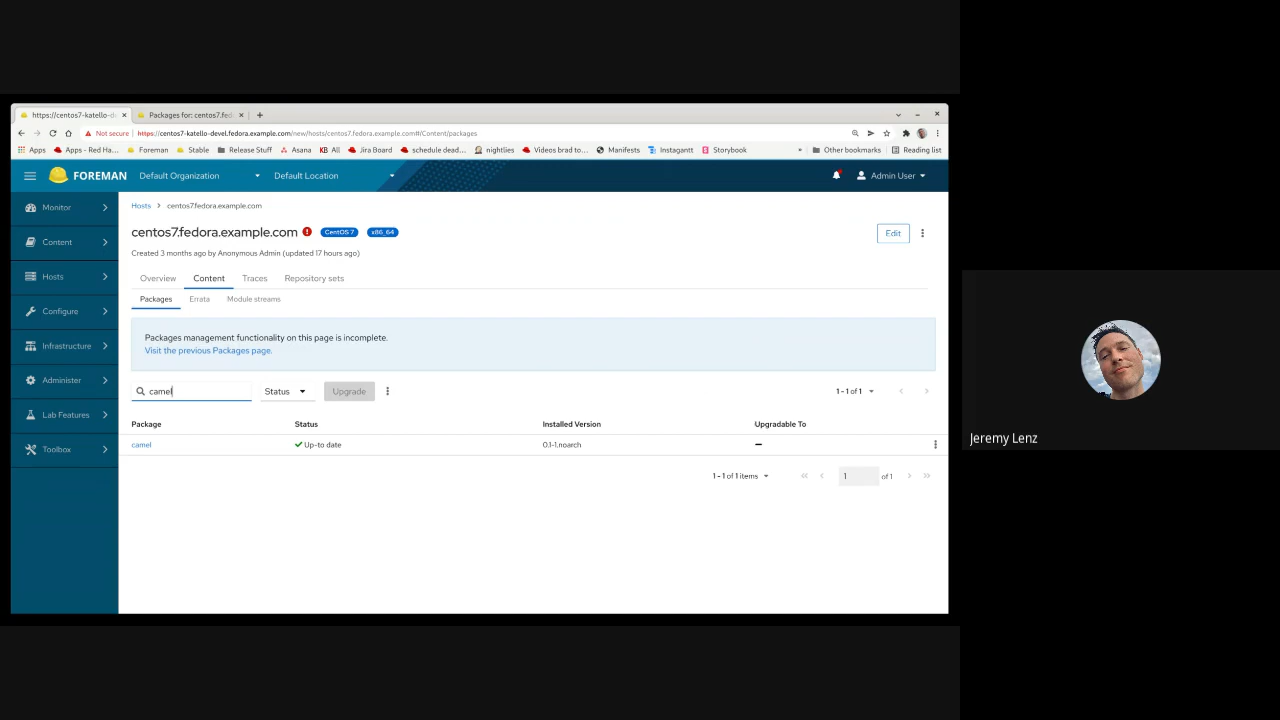 https://centos7-katello-de
Packages for: centos7.fed
Not secure https://centos7-katello-devel.fedora.example.com/new/hosts/centos7.fedora.example.com#/Content/packages
Apps Apps - Red Ha... Foreman Stable Release Stuff Asana KB All Jira Board schedule dead... nightlies Videos brad to... Manifests Instagantt Storybook Other bookmarks Reading list
FOREMAN Default Organization Default Location Admin User
Monitor
Content
Hosts
Configure
Infrastructure
Administer
Lab Features
Toolbox
Hosts > centos7.fedora.example.com
centos7.fedora.example.com CentOS 7 x86_64 Edit
Created 3 months ago by Anonymous Admin (updated 17 hours ago)
Overview Content Traces Repository sets
Packages Errata Module streams
Packages management functionality on this page is incomplete.
Visit the previous Packages page.
camel Status Upgrade 1 - 1 of 1
Package Status Installed Version Upgradable To
camel Up-to date 0.1-1.noarch
1 - 1 of 1 items 1 of 1
Jeremy Lenz